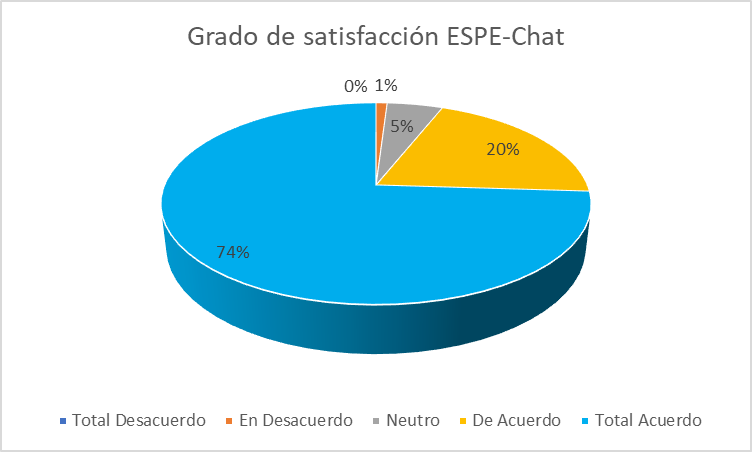 Grado de satisfacción ESPE-Chat
0% 1%
5%
20%
74%
Total Desacuerdo En Desacuerdo Neutro De Acuerdo Total Acuerdo